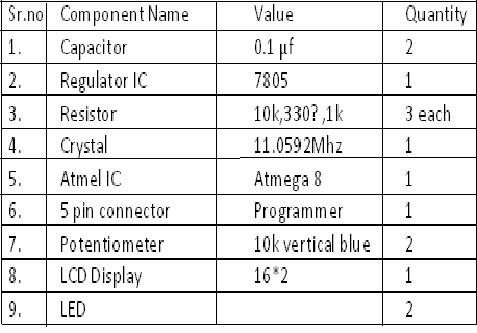 Sr.no Component Name Value Quantity
1. Capacitor 0.1 µf 2
2. Regulator IC 7805 1
3. Resistor 10k,330? ,1k 3 each
4. Crystal 11.0592Mhz 1
5. Atmel IC Atmega 8 1
6. 5 pin connector Programmer 1
7. Potentiometer 10k vertical blue 2
8. LCD Display 16*2 1
9. LED 2